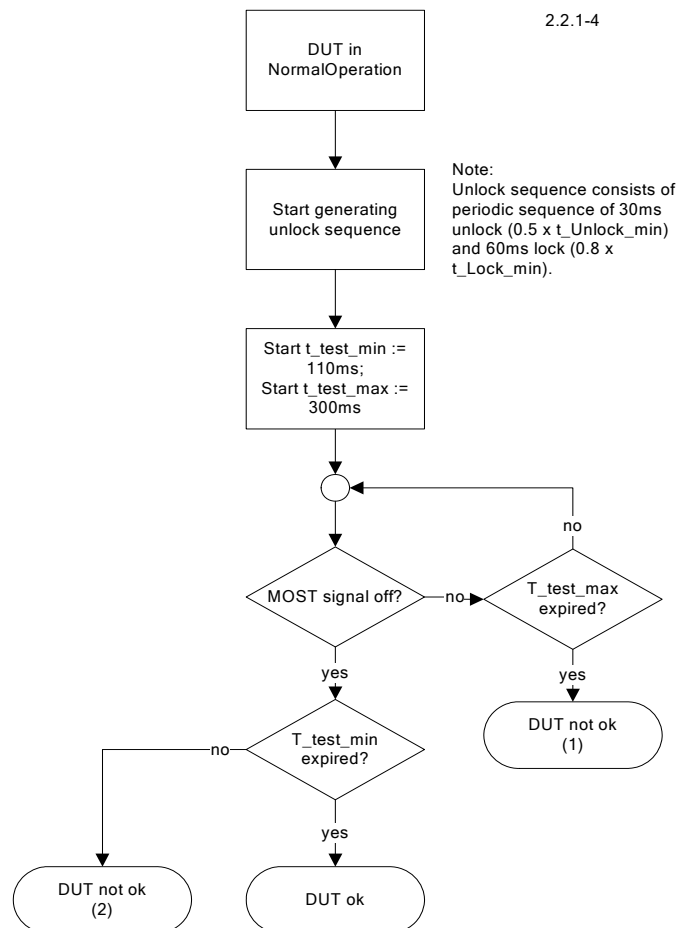 2.2.1-4
DUT in
NormalOperation
Start generating
unlock sequence
Note:
Unlock sequence consists of
periodic sequence of 30ms
unlock (0.5 x t_Unlock_min)
and 60ms lock (0.8 x
t_Lock_min).
Start t_test_min :=
110ms;
Start t_test_max :=
300ms
no
MOST signal off?
no
T_test_max
expired?
yes
yes
DUT not ok
(1)
no
T_test_min
expired?
yes
DUT not ok
(2)
DUT ok